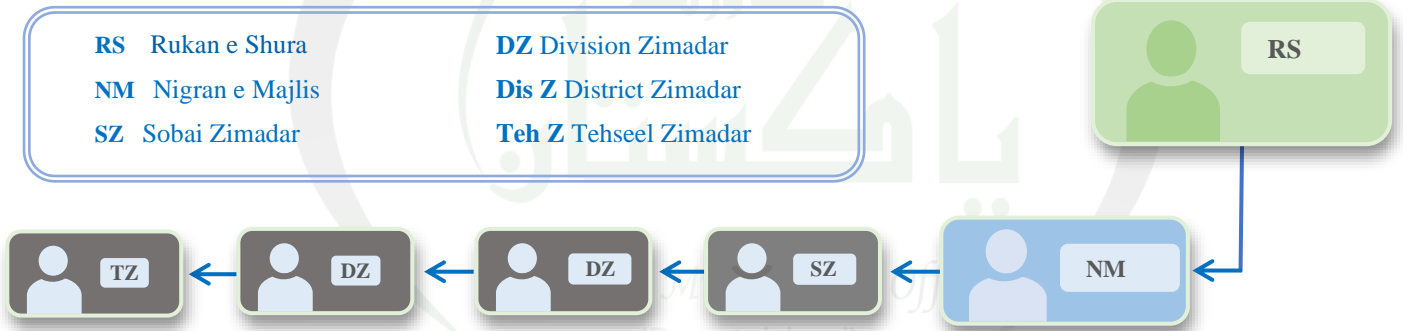 RS Rukan e Shura
NM Nigran e Majlis
SZ Sobai Zimadar
DZ Division Zimadar
Dis Z District Zimadar
Teh Z Tehseel Zimadar
RS
TZ
DZ
DZ
SZ
NM
پاکستان